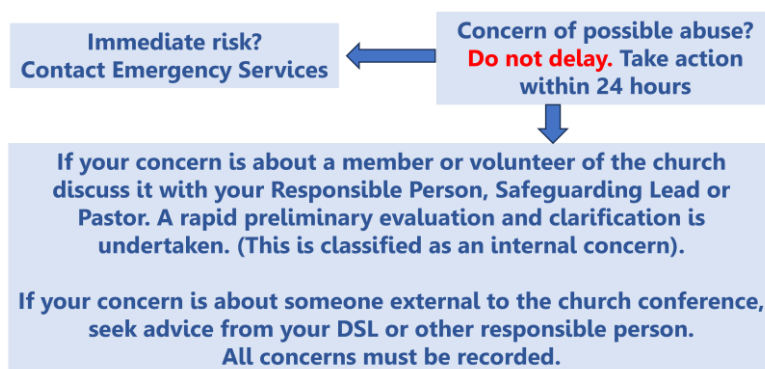 Immediate risk?
Contact Emergency Services
Concern of possible abuse?
Do not delay. Take action
within 24 hours
If your concern is about a member or volunteer of the church
discuss it with your Responsible Person, Safeguarding Lead or
Pastor. A rapid preliminary evaluation and clarification is
undertaken. (This is classified as an internal concern).
If your concern is about someone external to the church conference,
seek advice from your DSL or other responsible person.
All concerns must be recorded.